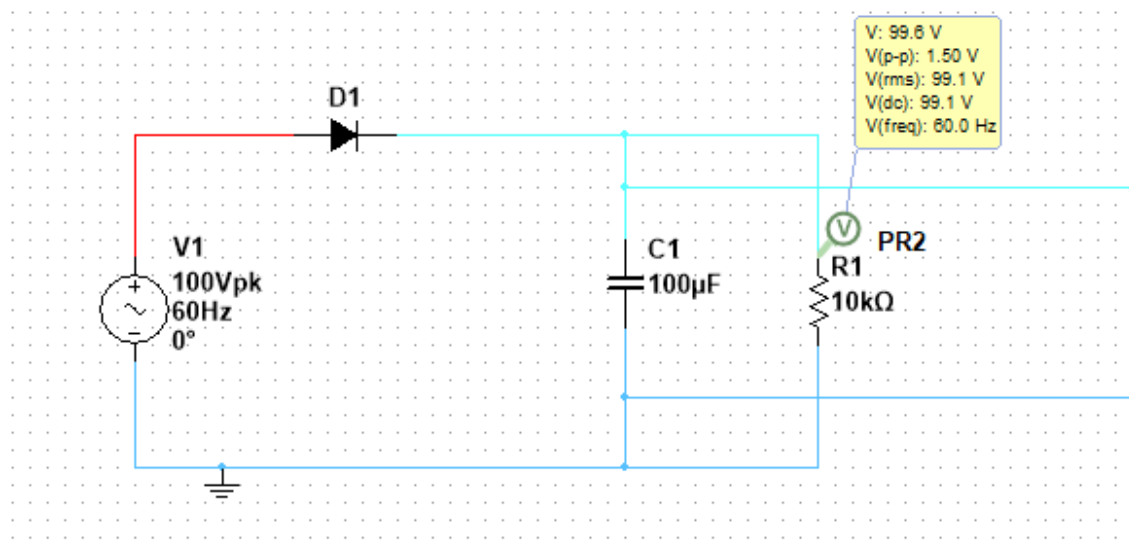 V: 99.6 V
V(p-p): 1.50 V
V(rms): 99.1 V
V(dc): 99.1 V
V(freq): 60.0 Hz
D1
V
PR2
V1
100Vpk
60Hz
0°
C1
100µF
R1
10kΩ